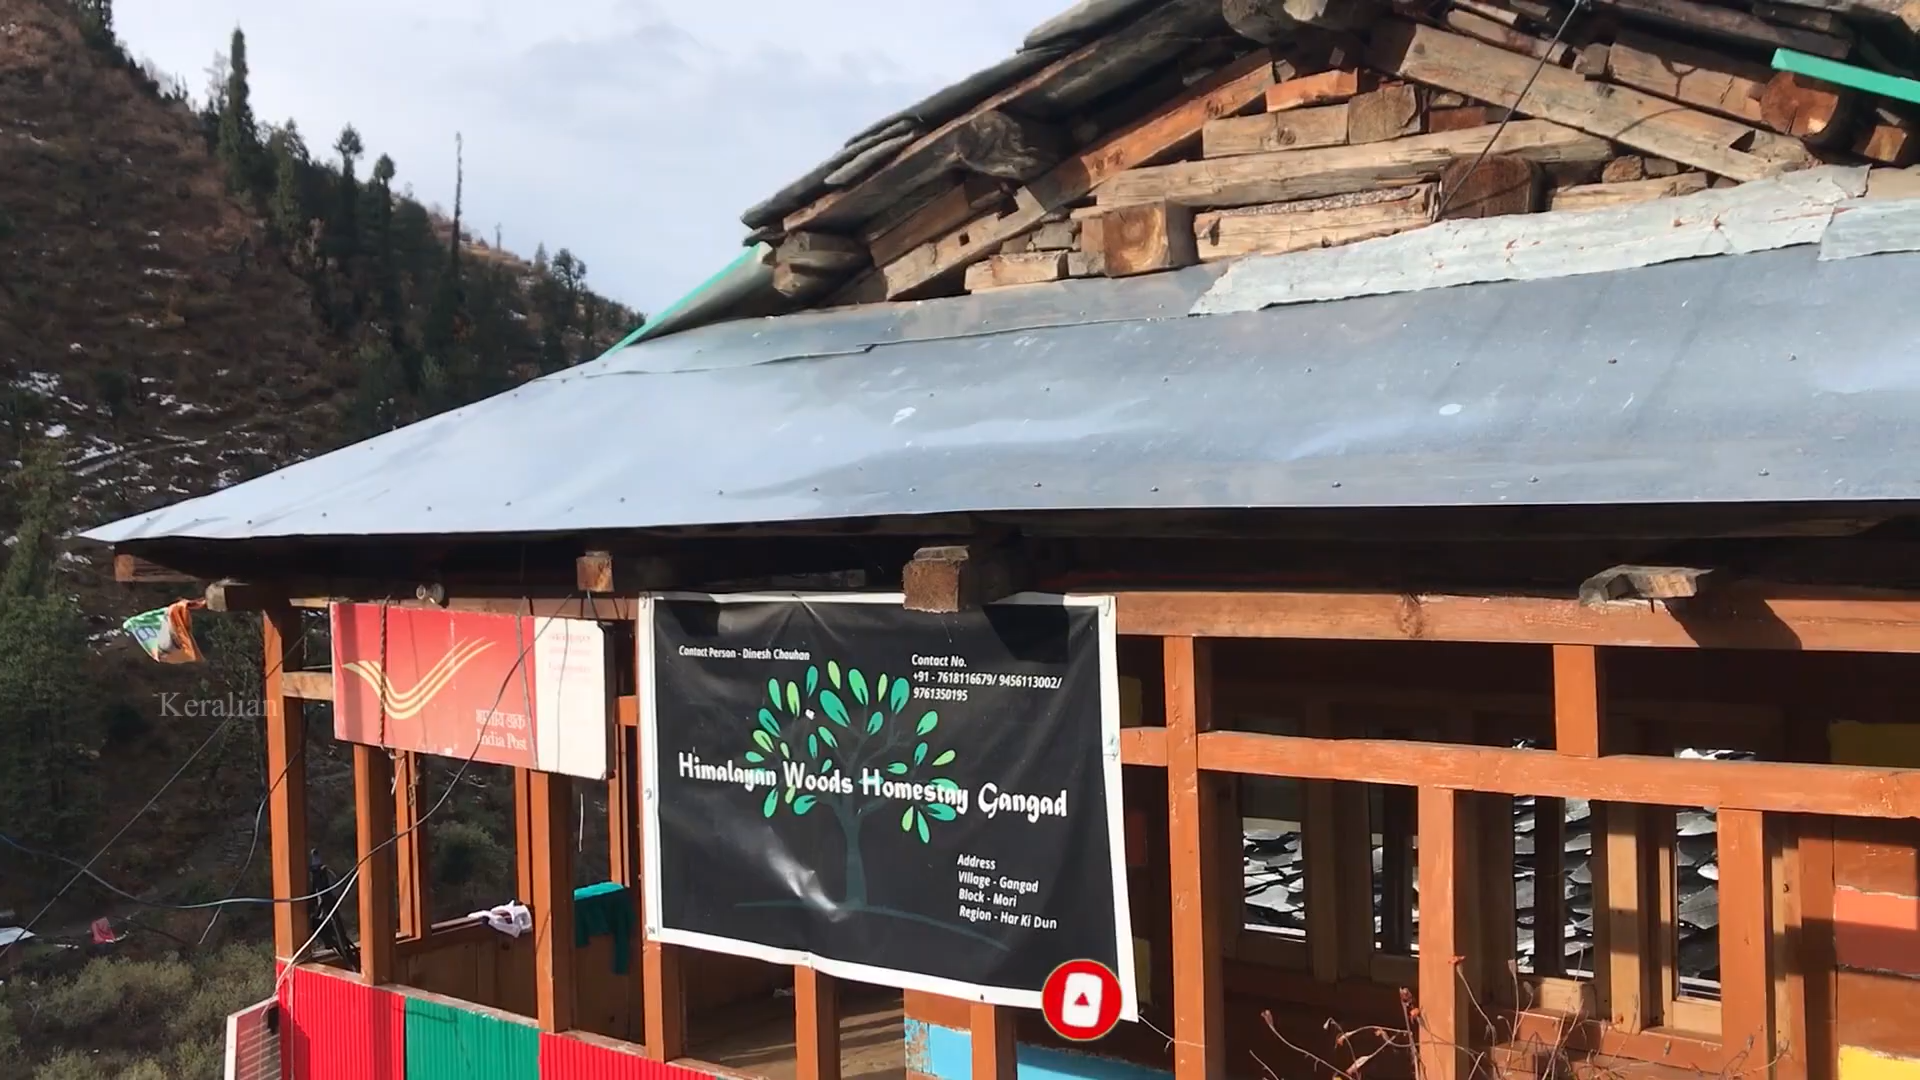 Keralian
भारतीय डाक
India Post
Contact Person - Dinesh Chauhan
Contact No.
+91 - 7618116679/ 9456113002/
9761350195
Himalayan Woods Homestay Gangad
Address
Village - Gangad
Block - Mori
Region - Har Ki Dun